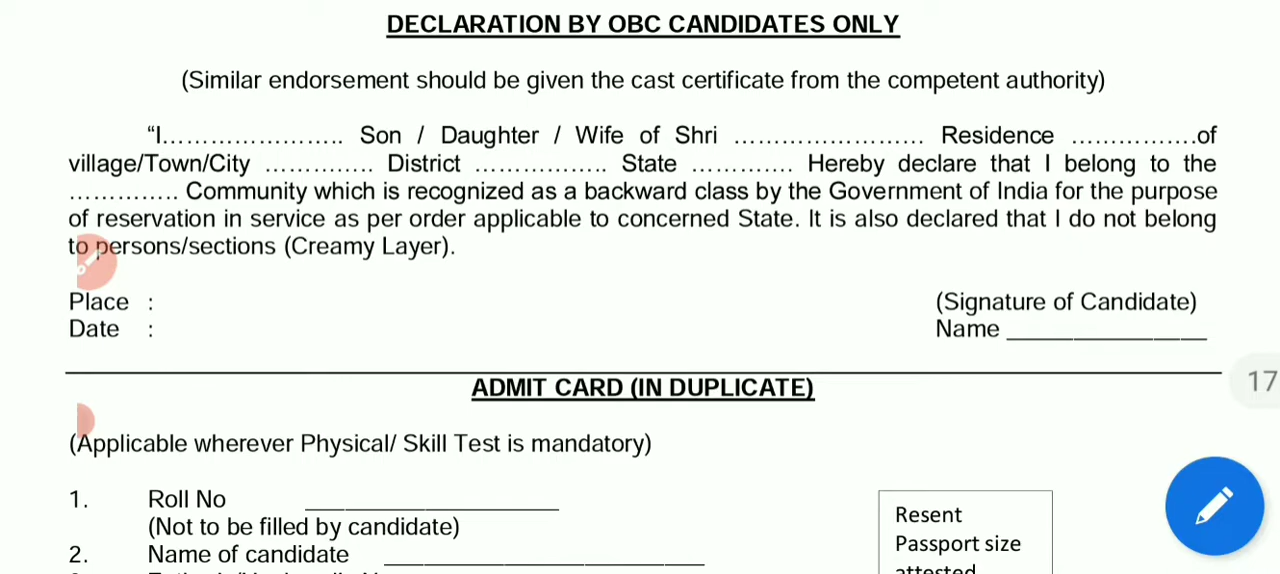 DECLARATION BY OBC CANDIDATES ONLY
(Similar endorsement should be given the cast certificate from the competent authority)
“I………………….. Son / Daughter / Wife of Shri …………………… Residence …………….of
village/Town/City ………….. District …………….. State …………. Hereby declare that I belong to the
………….. Community which is recognized as a backward class by the Government of India for the purpose
of reservation in service as per order applicable to concerned State. It is also declared that I do not belong
to persons/sections (Creamy Layer).
Place :
(Signature of Candidate)
Date :
Name _______________
17
ADMIT CARD (IN DUPLICATE)
(Applicable wherever Physical/ Skill Test is mandatory)
1. Roll No ___________________
(Not to be filled by candidate)
2. Name of candidate ________________________
Resent
Passport size
attested